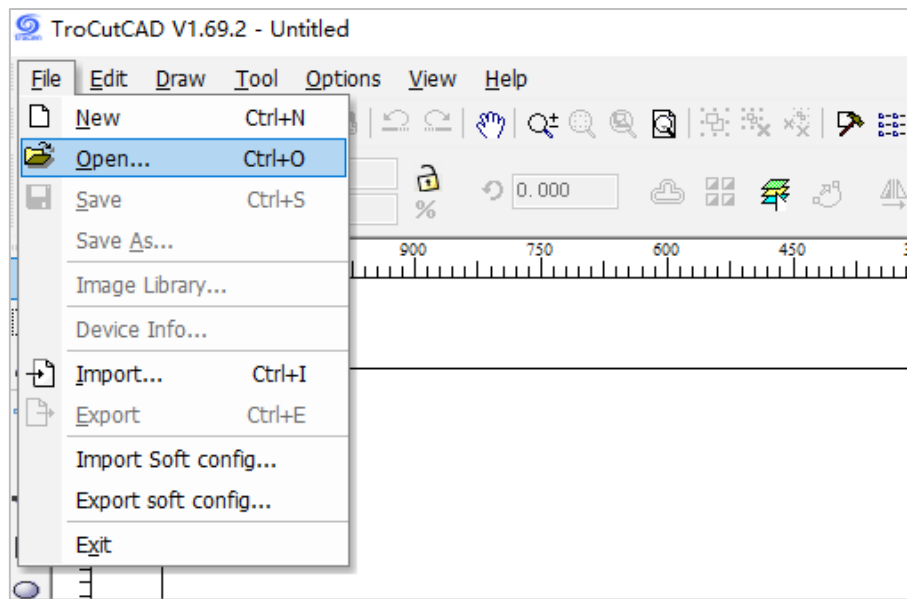 TroCutCAD V1.69.2 - Untitled
File Edit Draw Tool Options View Help
New Ctrl+N
Open... Ctrl+O
0.000
Save Ctrl+S
%
Save As...
900 750 600 450
Image Library...
Device Info...
Import... Ctrl+I
Export Ctrl+E
Import Soft config...
Export soft config...
Exit